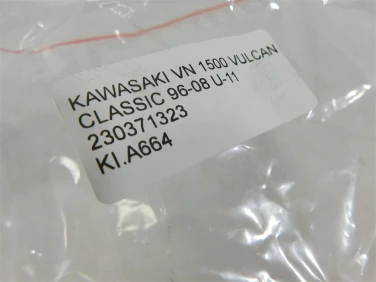 KAWASAKI VN 1500 VULCAN
CLASSIC 96-08 U-11
230371323
KI.A664